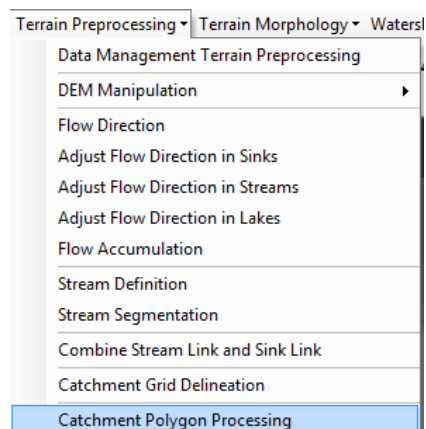 Terrain Preprocessing Terrain Morphology Waters
Data Management Terrain Preprocessing
DEM Manipulation
Flow Direction
Adjust Flow Direction in Sinks
Adjust Flow Direction in Streams
Adjust Flow Direction in Lakes
Flow Accumulation
Stream Definition
Stream Segmentation
Combine Stream Link and Sink Link
Catchment Grid Delineation
Catchment Polygon Processing